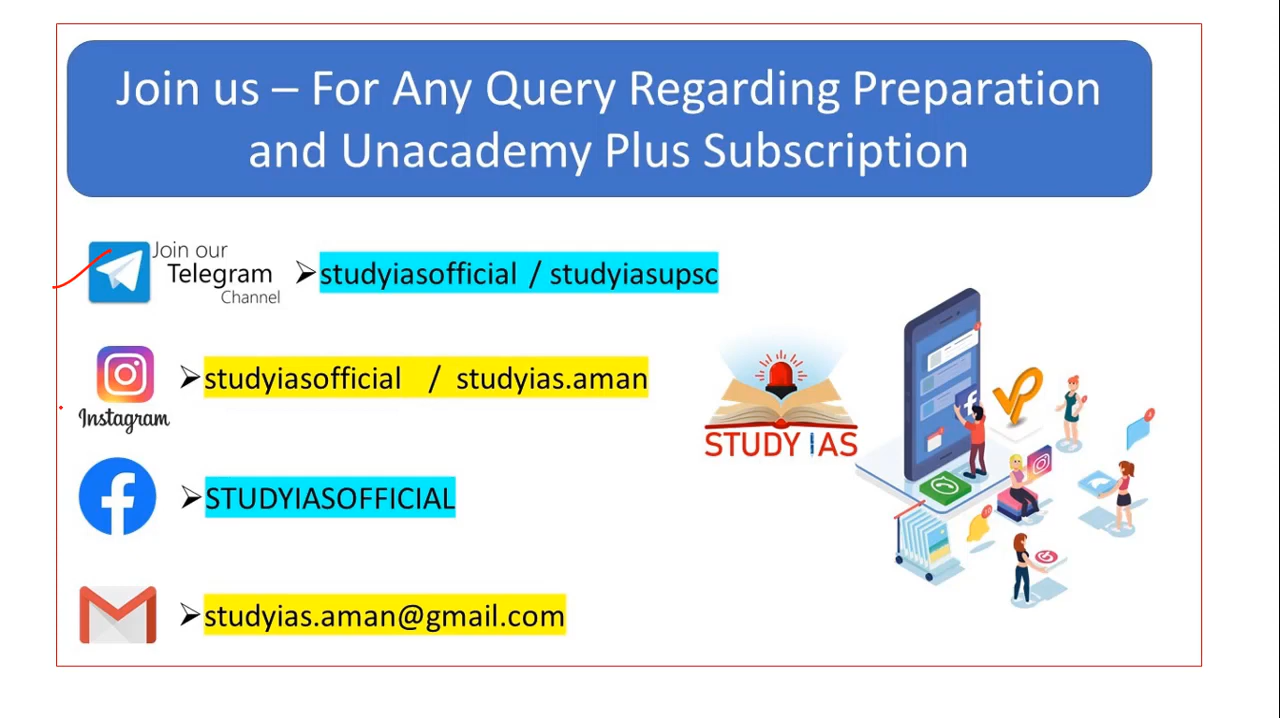 Join us – For Any Query Regarding Preparation
and Unacademy Plus Subscription
Join our
Telegram
Channel
studyiasofficial / studyiasupsc
Instagram
studyiasofficial / studyias.aman
STUDY IAS
STUDYIASOFFICIAL
studyias.aman@gmail.com